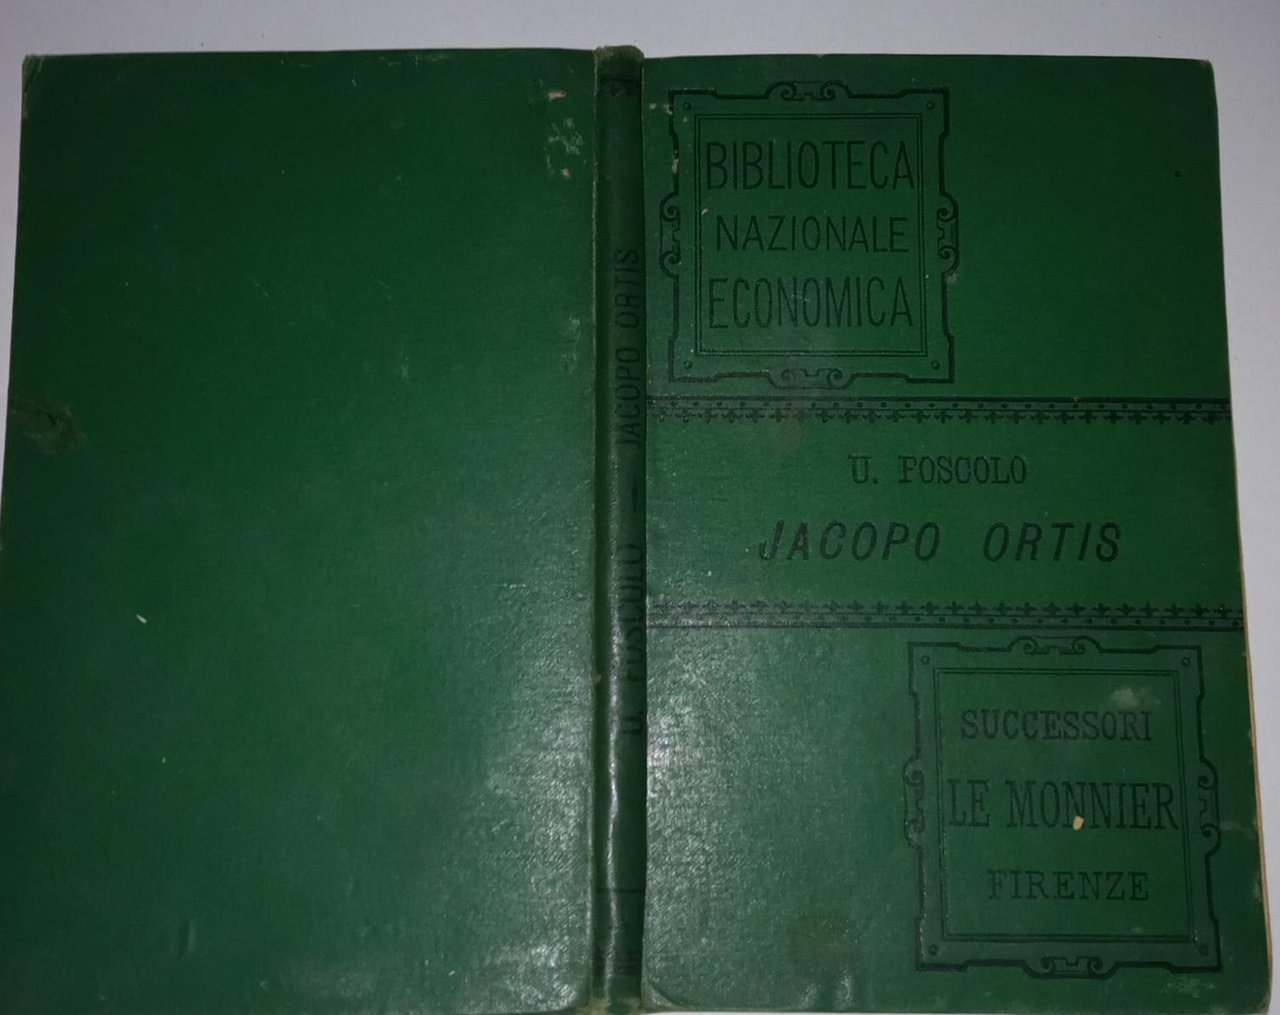 BIBLIOTECA
NAZIONALE
ECONOMICA
U. FOSCOLO
JACOPO ORTIS
SUCCESSORI
LE MONNIER
FIRENZE
U. FOSCOLO — JACOPO ORTIS